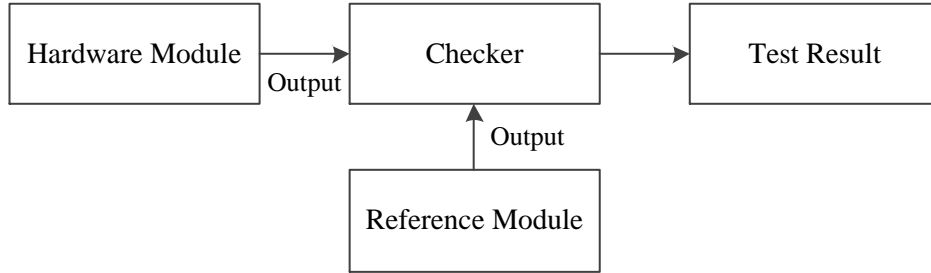 Hardware Module
Output
Checker
Test Result
Output
Reference Module